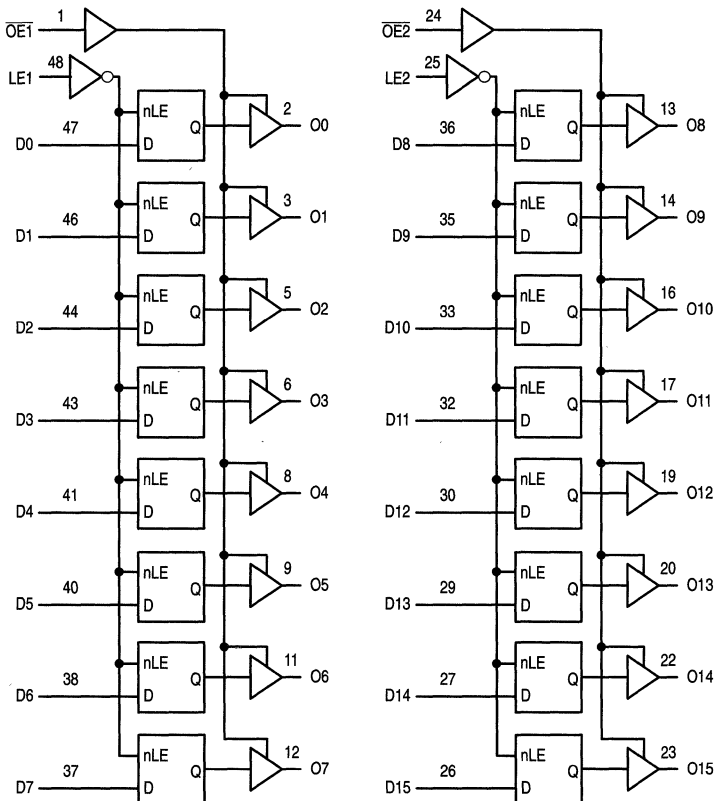 OE1 1
48
LE1
nLE Q D 47 D0 2 O0
nLE Q D 46 D1 3 O1
nLE Q D 44 D2 5 O2
nLE Q D 43 D3 6 O3
nLE Q D 41 D4 8 O4
nLE Q D 40 D5 9 O5
nLE Q D 38 D6 11 O6
nLE Q D 37 D7 12 O7
OE2 24
25
LE2
nLE Q D 36 D8 13 O8
nLE Q D 35 D9 14 O9
nLE Q D 33 D10 16 O10
nLE Q D 32 D11 17 O11
nLE Q D 30 D12 19 O12
nLE Q D 29 D13 20 O13
nLE Q D 27 D14 22 O14
nLE Q D 26 D15 23 O15